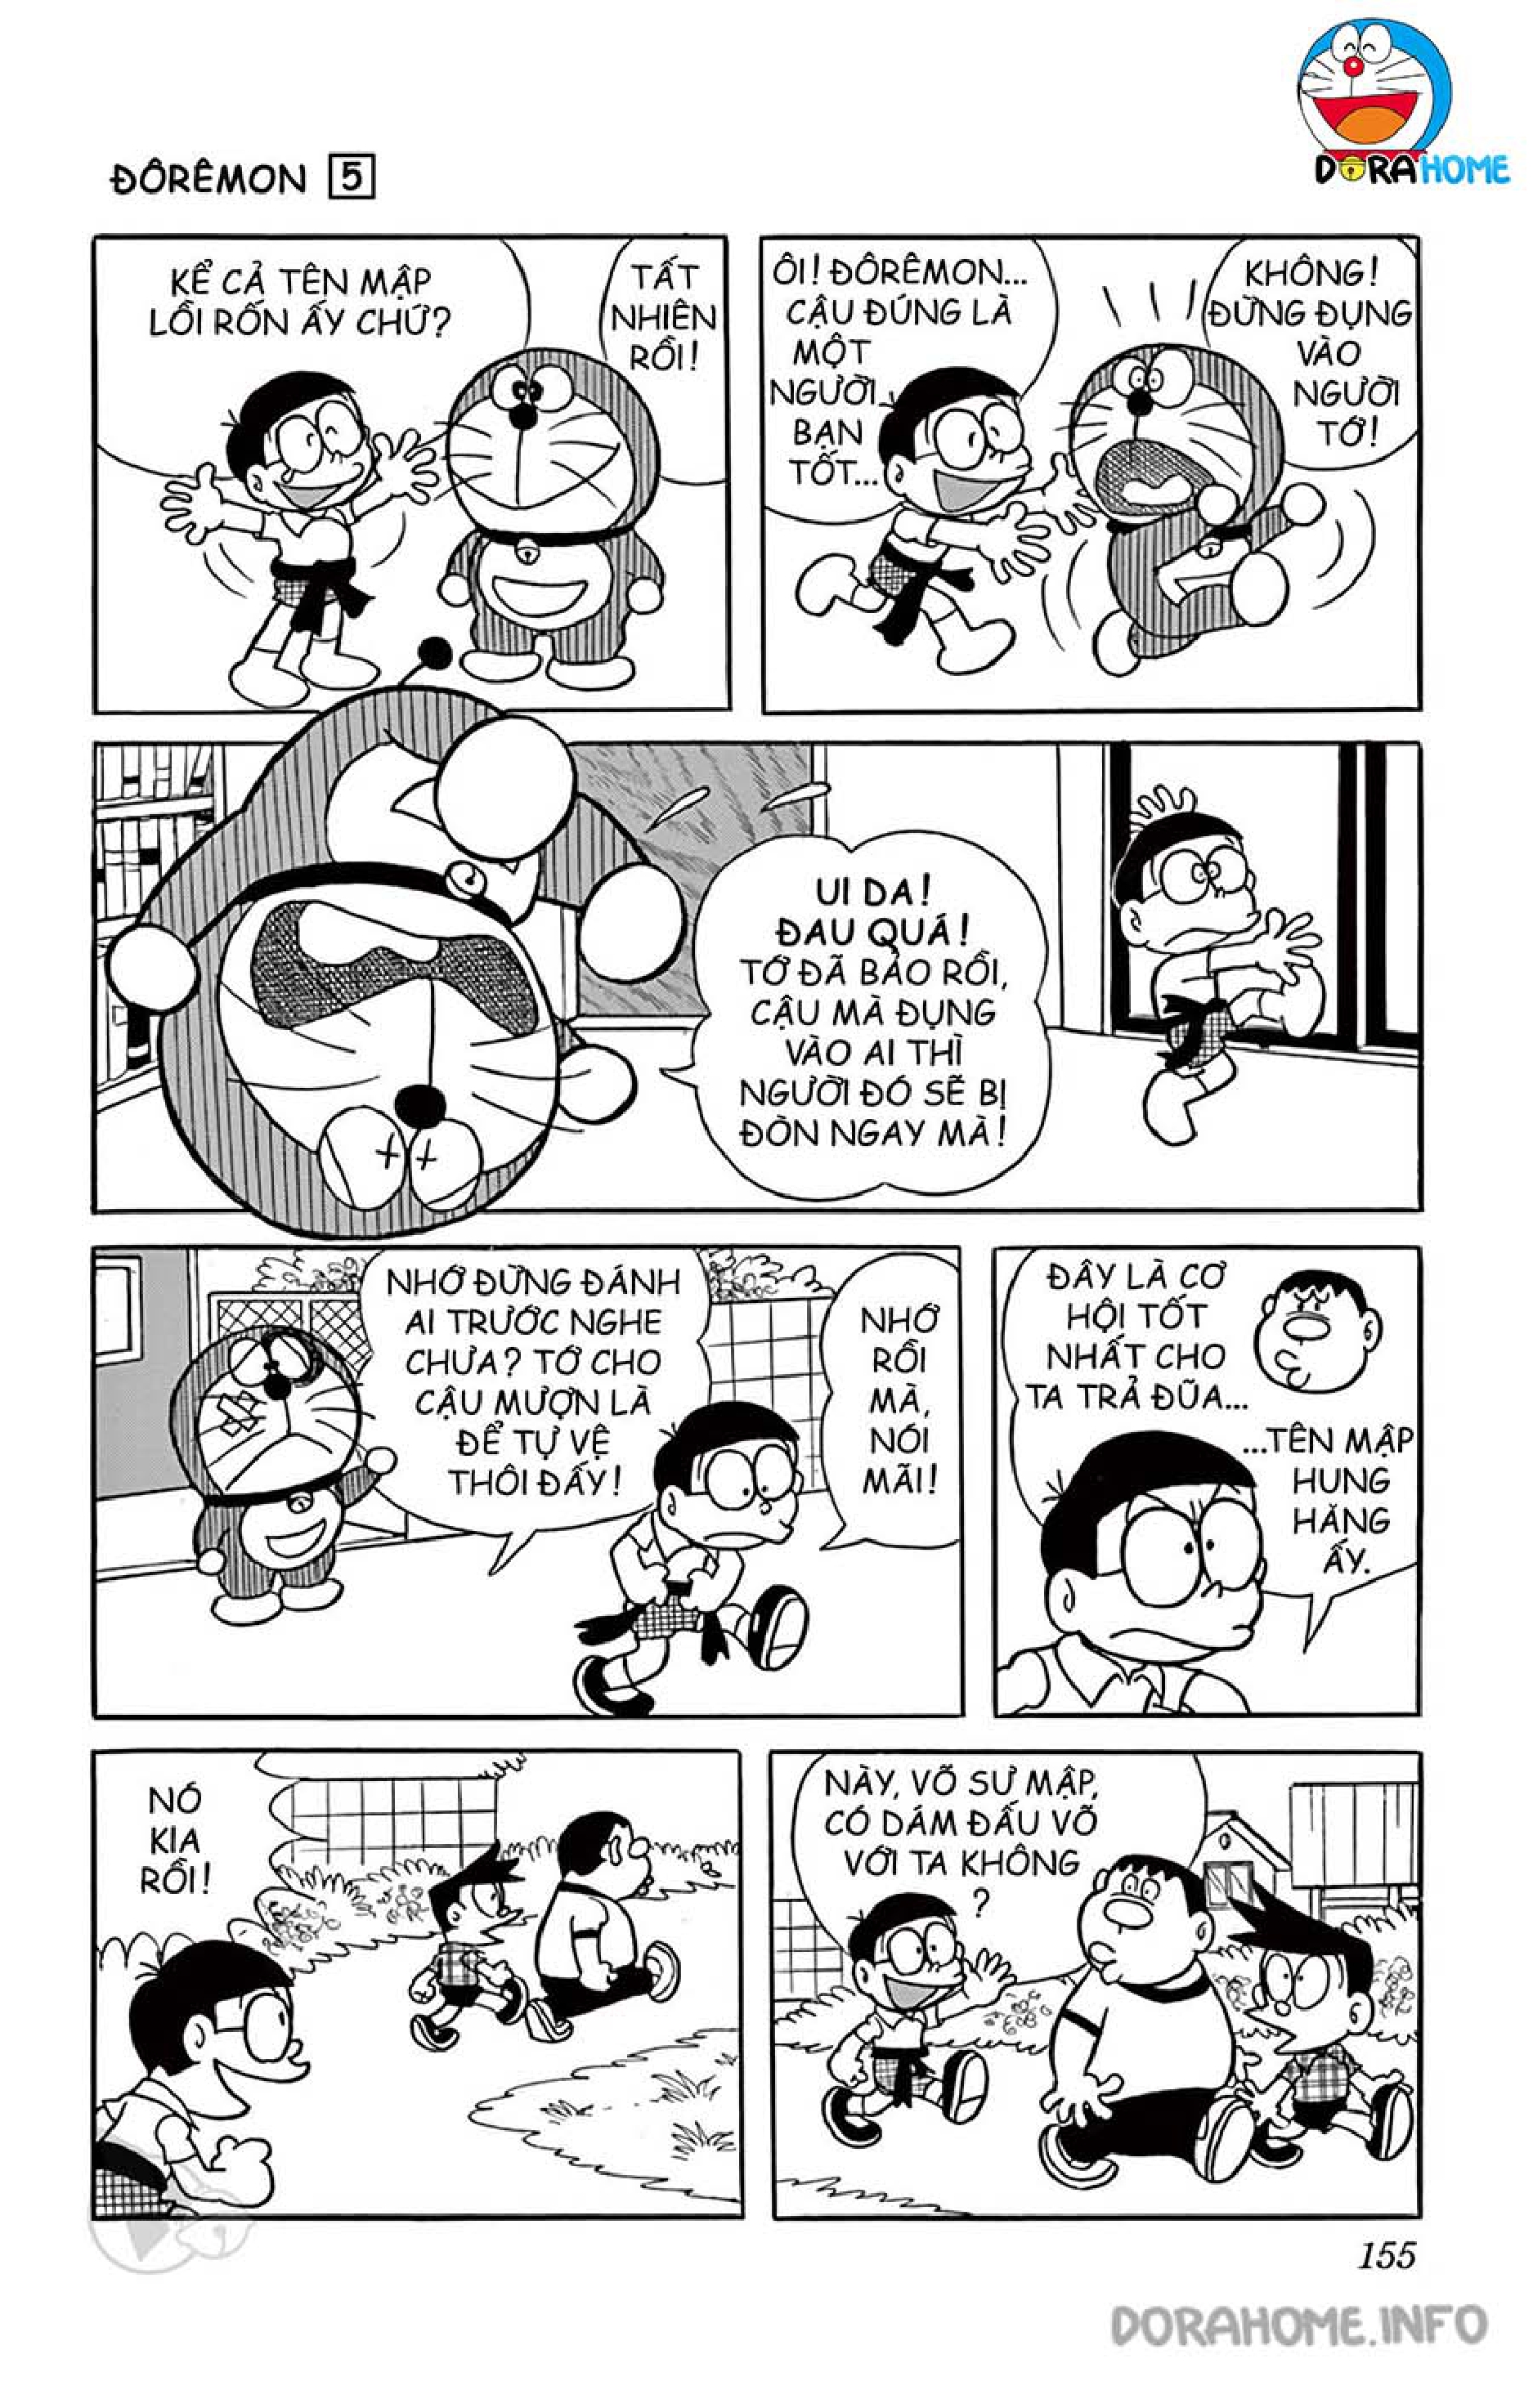 DORAHOME
ĐÔRÊMON 5
KỂ CẢ TÊN MẬP
LỒI RỐN ẤY CHỨ?
TẤT
NHIÊN
RỒI!
ÔI! ĐÔRÊMON...
CẬU ĐÚNG LÀ
MỘT
NGƯỜI
BẠN
TỐT...
KHÔNG!
ĐỪNG ĐỤNG
VÀO
NGƯỜI
TỚ!
UI DA!
ĐAU QUÁ!
TỚ ĐÃ BẢO RỒI,
CẬU MÀ ĐỤNG
VÀO AI THÌ
NGƯỜI ĐÓ SẼ BỊ
ĐÒN NGAY MÀ!
NHỚ ĐỪNG ĐÁNH
AI TRƯỚC NGHE
CHƯA? TỚ CHO
CẬU MƯỢN LÀ
ĐỂ TỰ VỆ
THÔI ĐẤY!
NHỚ
RỒI
MÀ,
NÓI
MÃI!
ĐÂY LÀ CƠ
HỘI TỐT
NHẤT CHO
TA TRẢ ĐŨA...
...TÊN MẬP
HUNG
HĂNG
ẤY.
NÓ
KIA
RỒI!
NÀY, VÕ SƯ MẬP,
CÓ DÁM ĐẤU VÕ
VỚI TA KHÔNG
?
155
DORAHOME.INFO